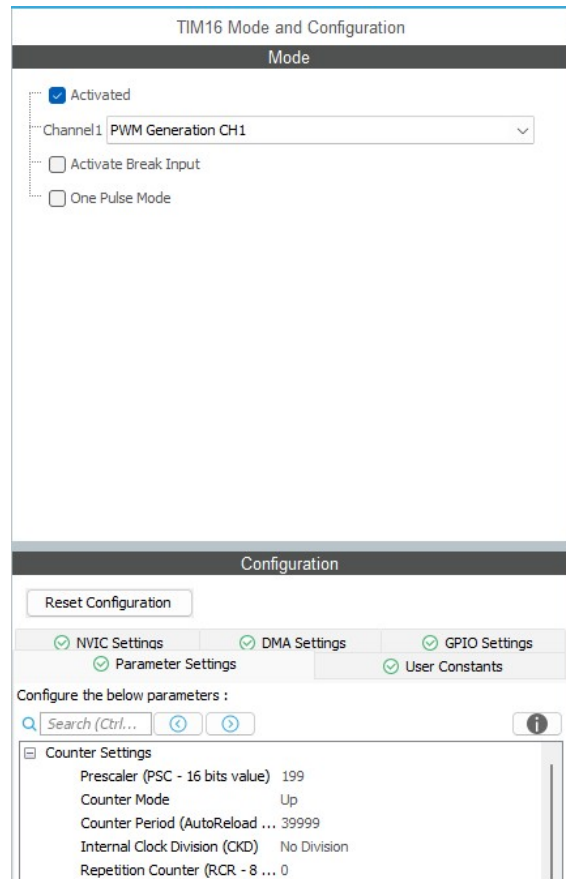 TIM16 Mode and Configuration
Mode
Activated
Channel1 PWM Generation CH1
Activate Break Input
One Pulse Mode
Configuration
Reset Configuration
NVIC Settings DMA Settings GPIO Settings
Parameter Settings User Constants
Configure the below parameters :
Search (Ctrl...
Counter Settings
Prescaler (PSC - 16 bits value) 199
Counter Mode Up
Counter Period (AutoReload ... 39999
Internal Clock Division (CKD) No Division
Repetition Counter (RCR - 8 ... 0